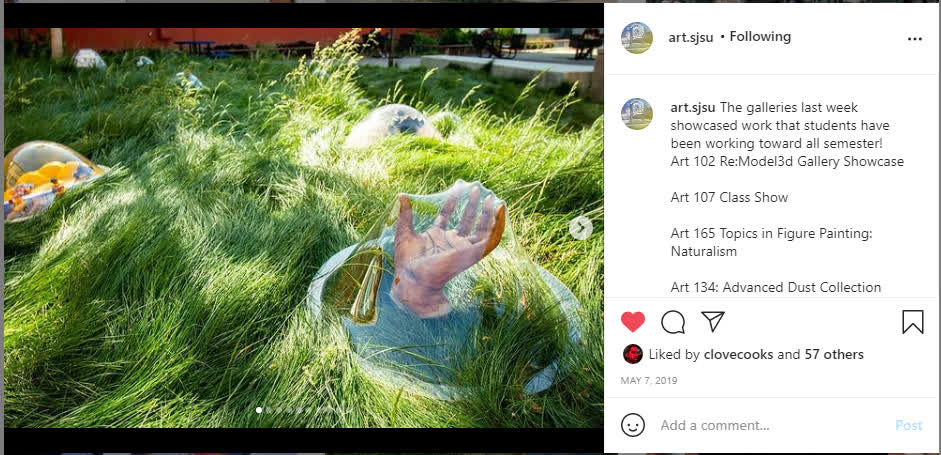 art.sjsu • Following
art.sjsu The galleries last week
showcased work that students have
been working toward all semester!
Art 102 Re:Model3d Gallery Showcase
Art 107 Class Show
Art 165 Topics in Figure Painting:
Naturalism
Art 134: Advanced Dust Collection
Liked by clovecooks and 57 others
MAY 7, 2019
Add a comment... Post